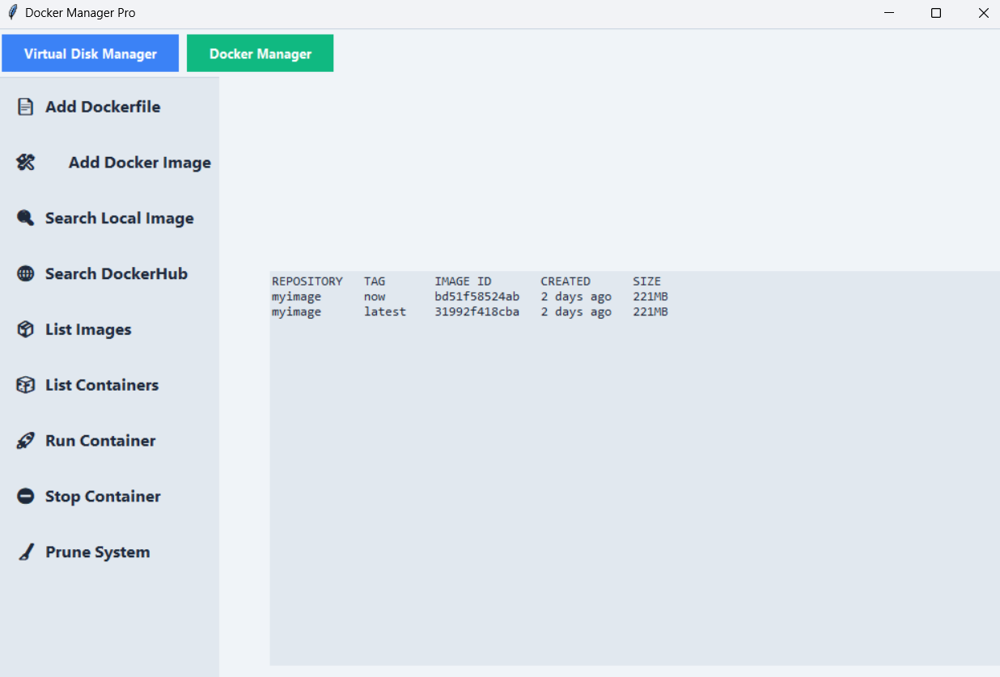 Docker Manager Pro
Virtual Disk Manager
Docker Manager
Add Dockerfile
Add Docker Image
Search Local Image
Search DockerHub
List Images
List Containers
Run Container
Stop Container
Prune System
REPOSITORY TAG IMAGE ID CREATED SIZE
myimage now bd51f58524ab 2 days ago 221MB
myimage latest 31992f418cba 2 days ago 221MB